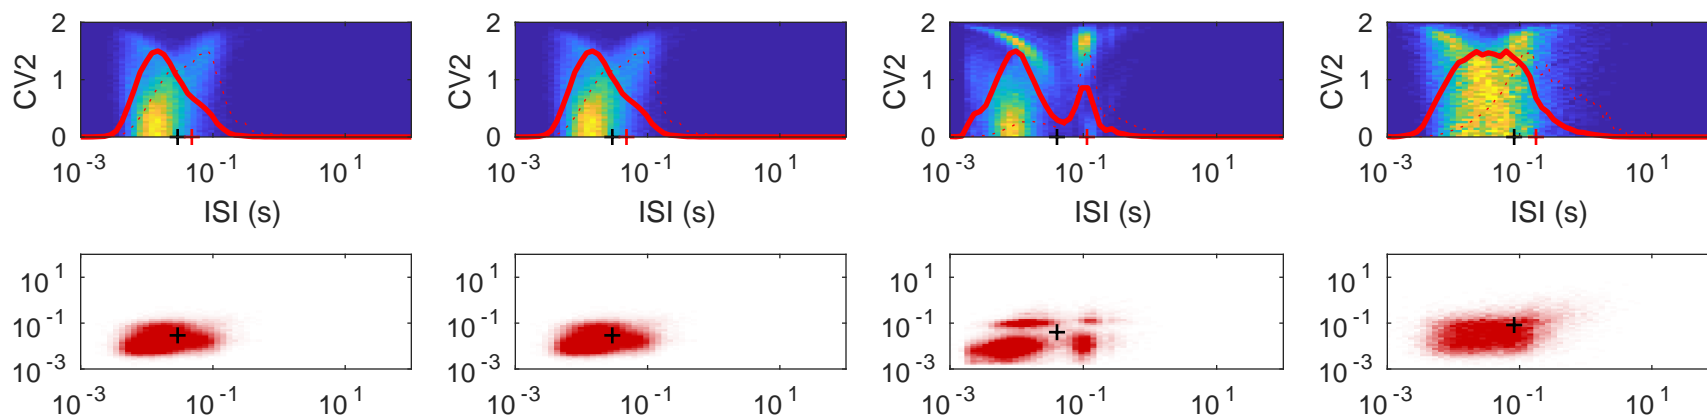 2 2 2 2
CV2 CV2 CV2 CV2
1 1 1 1
0 0 0 0
10^-3 10^-1 10^1 10^-3 10^-1 10^1 10^-3 10^-1 10^1 10^-3 10^-1 10^1
ISI (s) ISI (s) ISI (s) ISI (s)
10^1 10^1 10^1 10^1
10^-1 10^-1 10^-1 10^-1
10^-3 10^-3 10^-3 10^-3
10^-3 10^-1 10^1 10^-3 10^-1 10^1 10^-3 10^-1 10^1 10^-3 10^-1 10^1